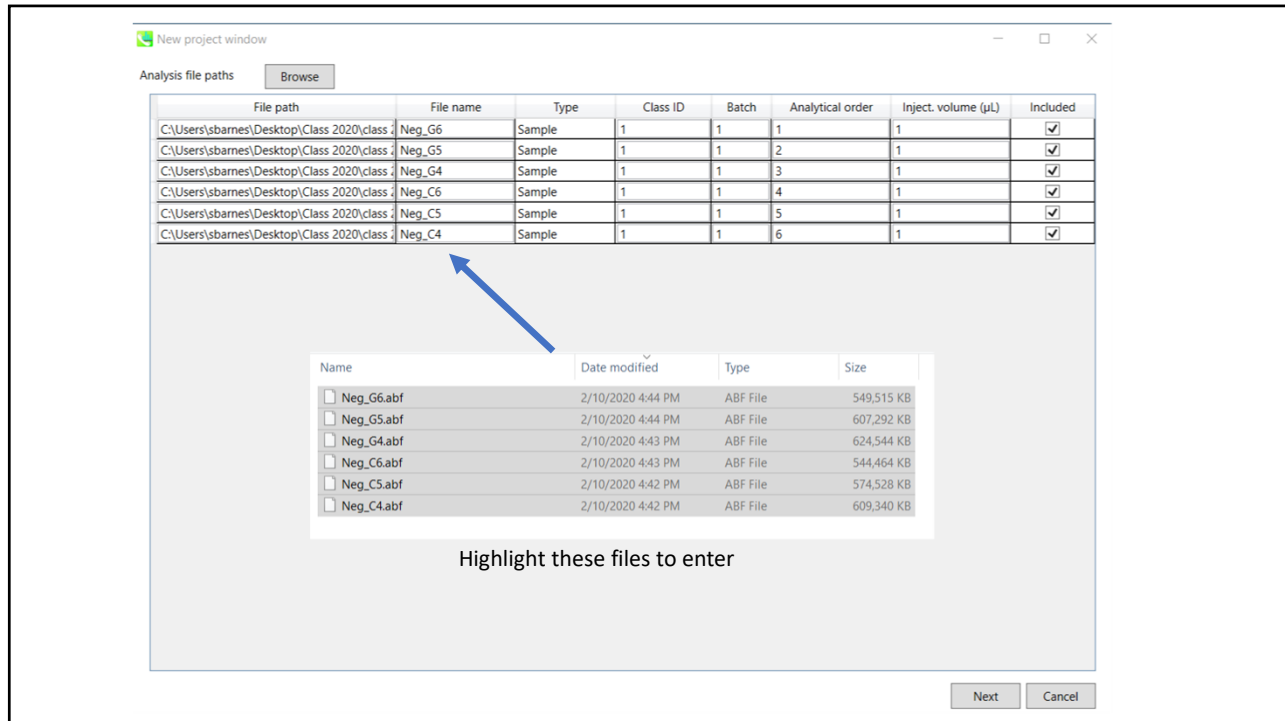 New project window
Analysis file paths Browse
File path File name Type Class ID Batch Analytical order Inject. volume (µL) Included
C:\Users\sbarnes\Desktop\Class 2020\class Neg_G6 Sample 1 1 1 1
C:\Users\sbarnes\Desktop\Class 2020\class Neg_G5 Sample 1 1 2 1
C:\Users\sbarnes\Desktop\Class 2020\class Neg_G4 Sample 1 1 3 1
C:\Users\sbarnes\Desktop\Class 2020\class Neg_C6 Sample 1 1 4 1
C:\Users\sbarnes\Desktop\Class 2020\class Neg_C5 Sample 1 1 5 1
C:\Users\sbarnes\Desktop\Class 2020\class Neg_C4 Sample 1 1 6 1
Name Date modified Type Size
Neg_G6.abf 2/10/2020 4:44 PM ABF File 549,515 KB
Neg_G5.abf 2/10/2020 4:44 PM ABF File 607,292 KB
Neg_G4.abf 2/10/2020 4:43 PM ABF File 624,544 KB
Neg_C6.abf 2/10/2020 4:43 PM ABF File 544,464 KB
Neg_C5.abf 2/10/2020 4:42 PM ABF File 574,528 KB
Neg_C4.abf 2/10/2020 4:42 PM ABF File 609,340 KB
Highlight these files to enter
Next Cancel